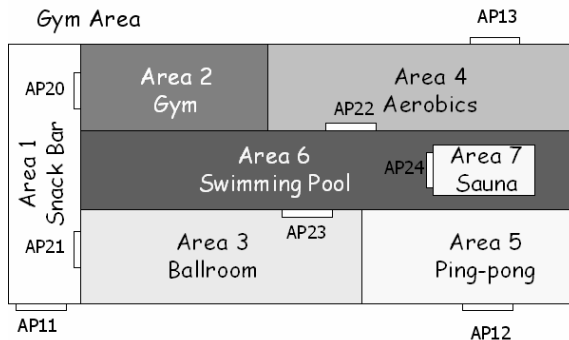 Gym Area
AP13
Area 1
Snack Bar
AP20
Area 2
Gym
Area 4
Aerobics
AP22
Area 6
Swimming Pool
AP24
Area 7
Sauna
AP21
Area 3
Ballroom
AP23
Area 5
Ping-pong
AP11
AP12